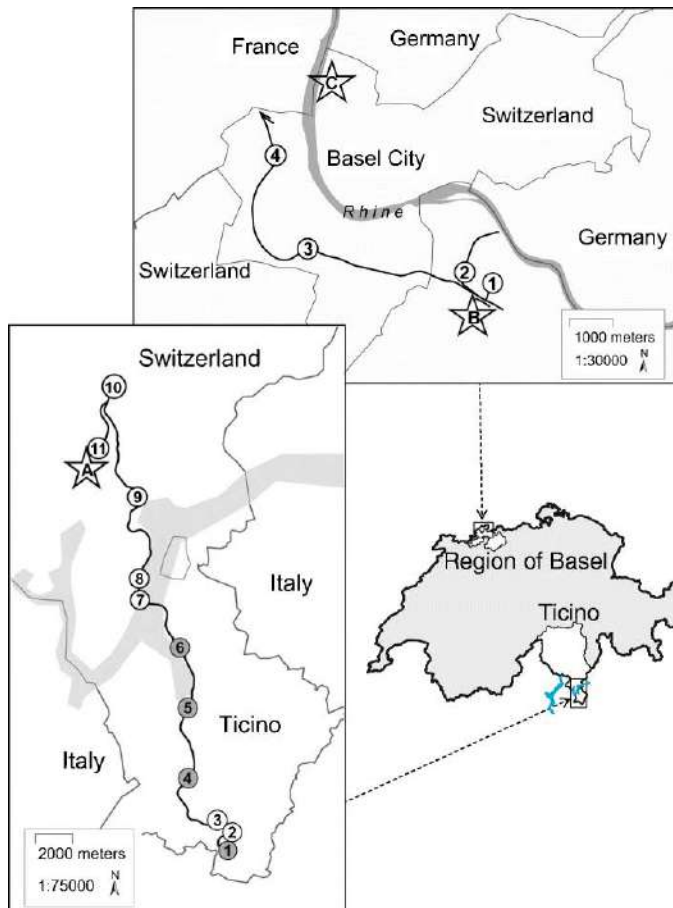 France
Germany
C
Switzerland
4
Basel City
Rhine
3
Germany
Switzerland
2
1
B
1000 meters
1:30000
N
Switzerland
10
11
A
9
Italy
8
7
6
5
Ticino
Italy
4
3
2
1
2000 meters
1:75000
N
Region of Basel
Ticino